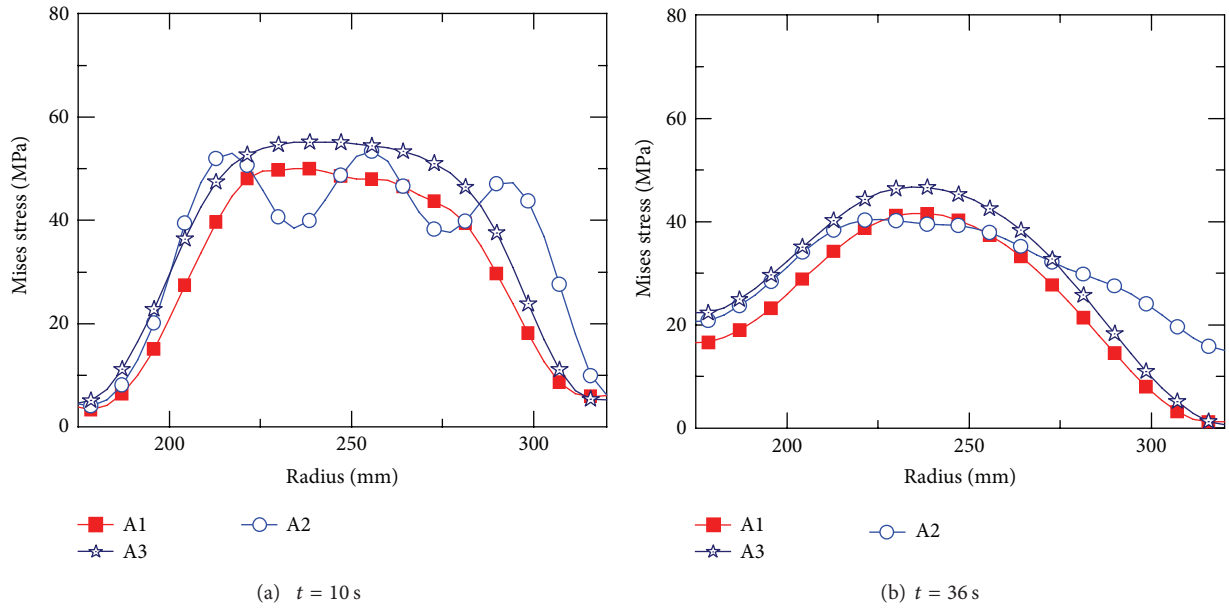 80
60
40
20
0
Mises stress (MPa)
200
250
300
Radius (mm)
A1
A2
A3
(a) t = 10 s
80
60
40
20
0
Mises stress (MPa)
200
250
300
Radius (mm)
A1
A2
A3
(b) t = 36 s